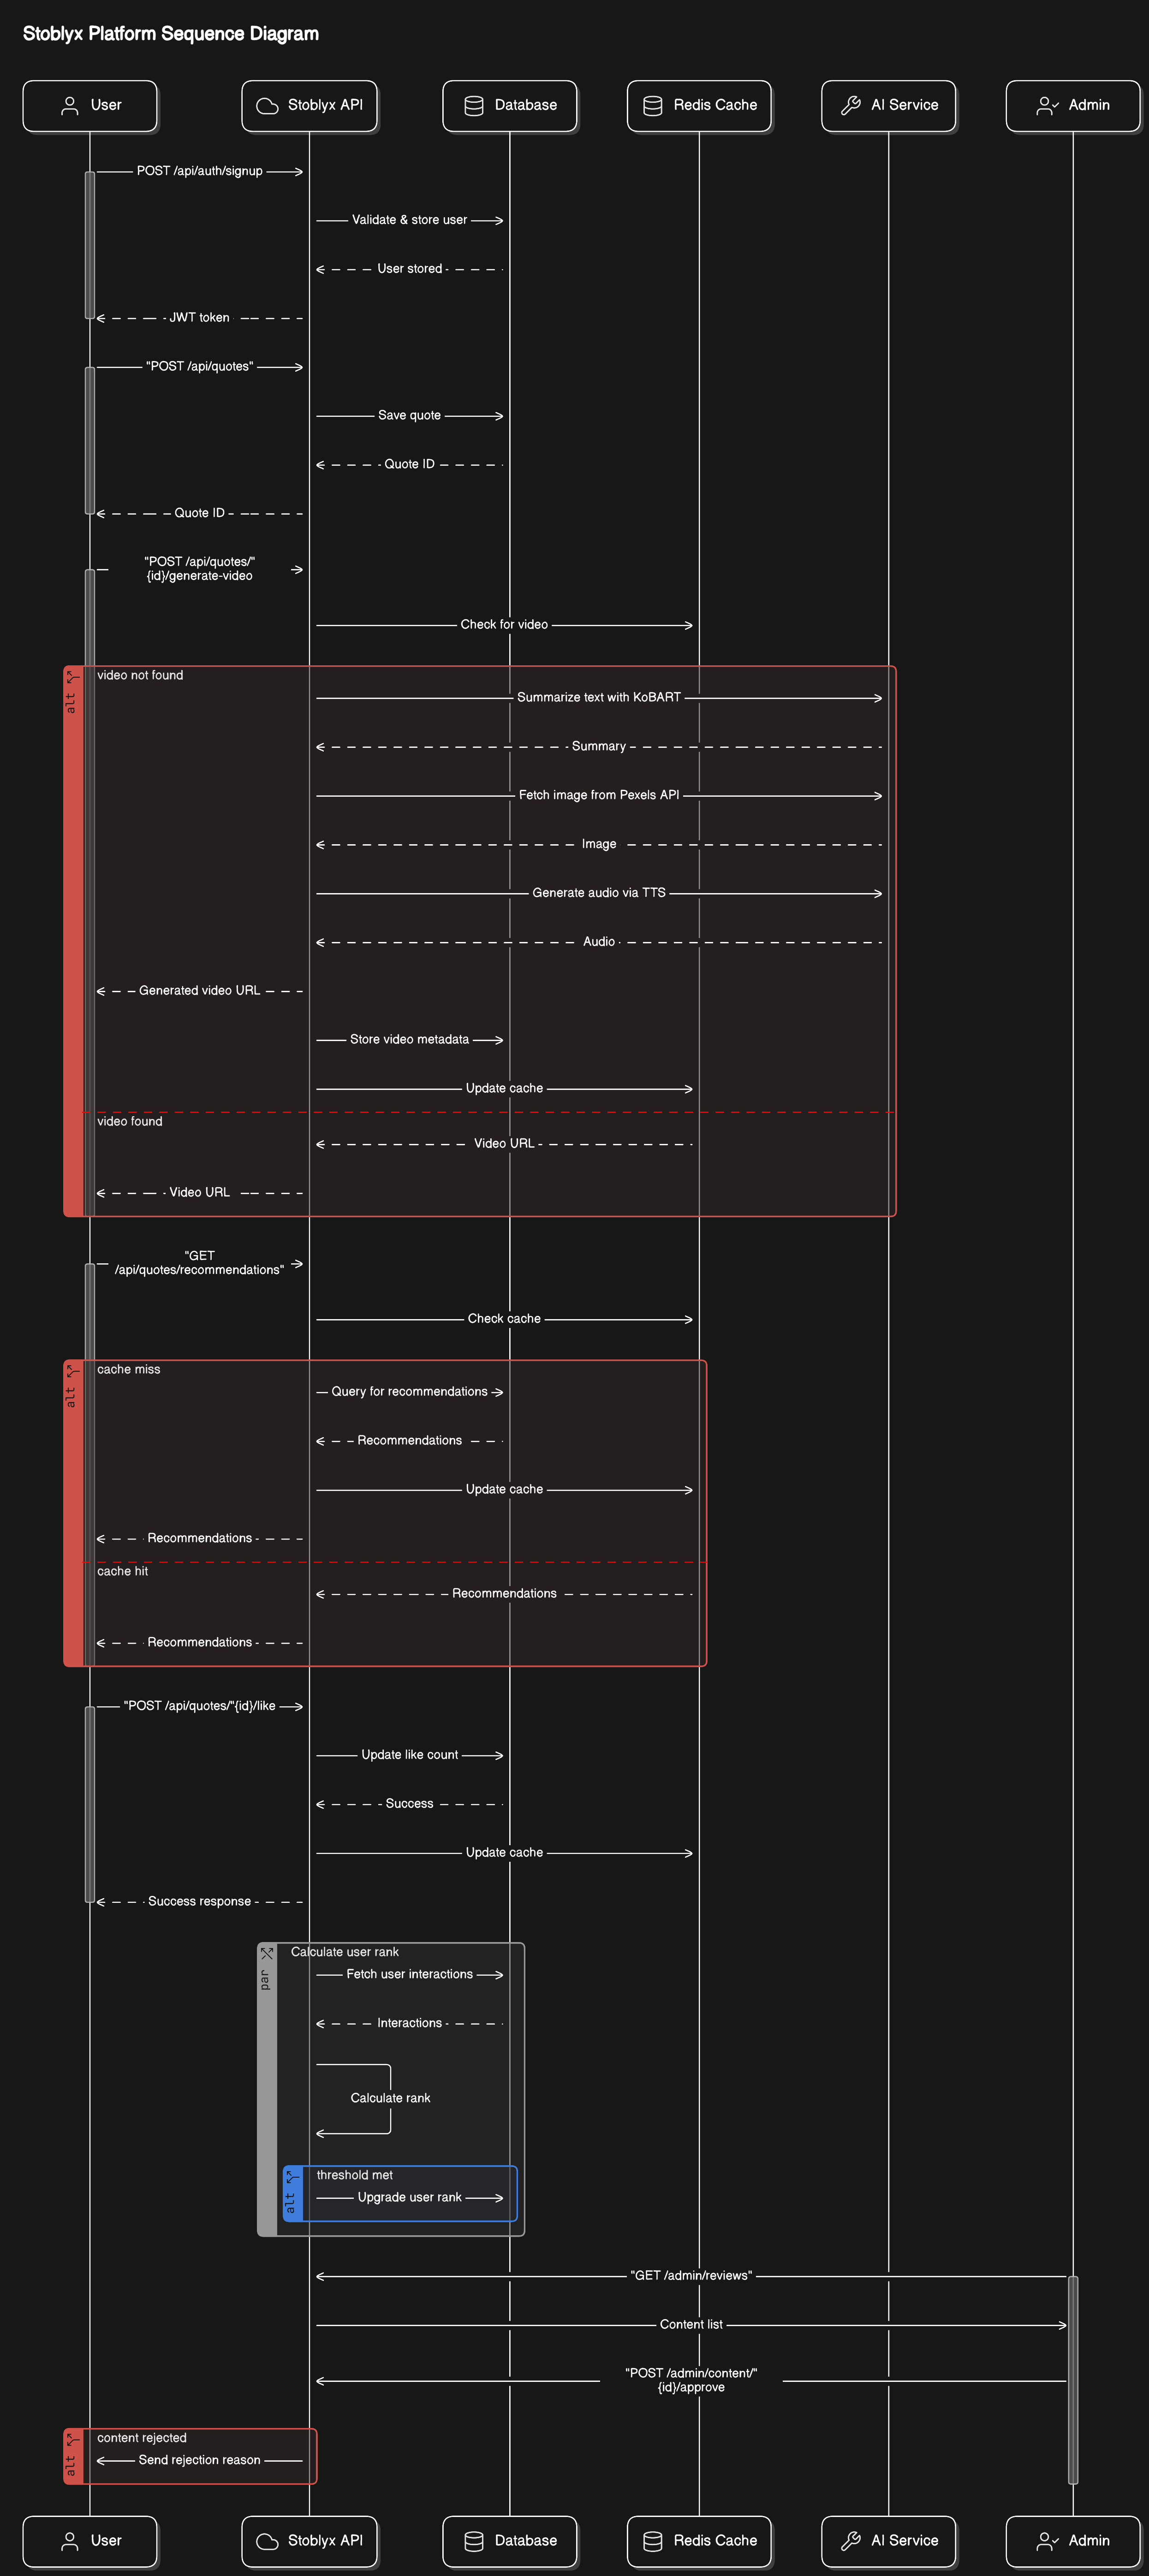 Stoblyx Platform Sequence Diagram
User
Stoblyx API
Database
Redis Cache
AI Service
Admin
POST /api/auth/signup
Validate & store user
User stored
JWT token
"POST /api/quotes"
Save quote
Quote ID
Quote ID
"POST /api/quotes/"
{id}/generate-video
Check for video
alt
video not found
Summarize text with KoBART
Summary
Fetch image from Pexels API
Image
Generate audio via TTS
Audio
Generated video URL
Store video metadata
Update cache
video found
Video URL
Video URL
"GET
/api/quotes/recommendations"
Check cache
alt
cache miss
Query for recommendations
Recommendations
Update cache
Recommendations
cache hit
Recommendations
Recommendations
"POST /api/quotes/"{id}/like
Update like count
Success
Update cache
Success response
par
Calculate user rank
Fetch user interactions
Interactions
Calculate rank
alt
threshold met
Upgrade user rank
"GET /admin/reviews"
Content list
"POST /admin/content/"
{id}/approve
alt
content rejected
Send rejection reason
User
Stoblyx API
Database
Redis Cache
AI Service
Admin